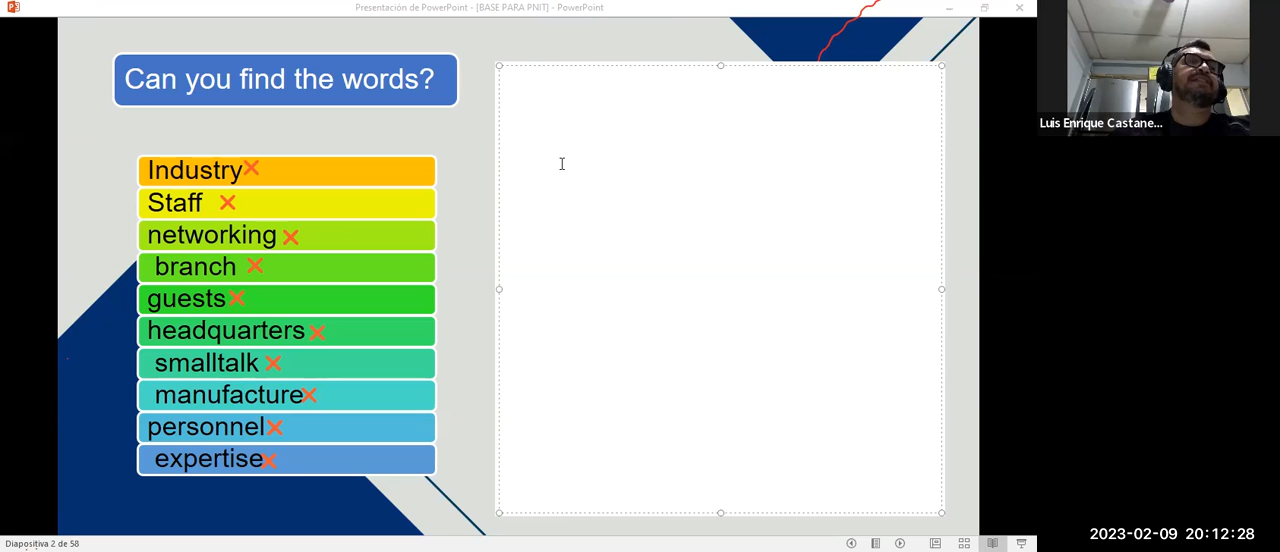 Presentación de PowerPoint - [BASE PARA PNIT] - PowerPoint
Can you find the words?
Industry
Staff
networking
branch
guests
headquarters
smalltalk
manufacture
personnel
expertise
Luis Enrique Castane...
2023-02-09 20:12:28
Diapositiva 2 de 58